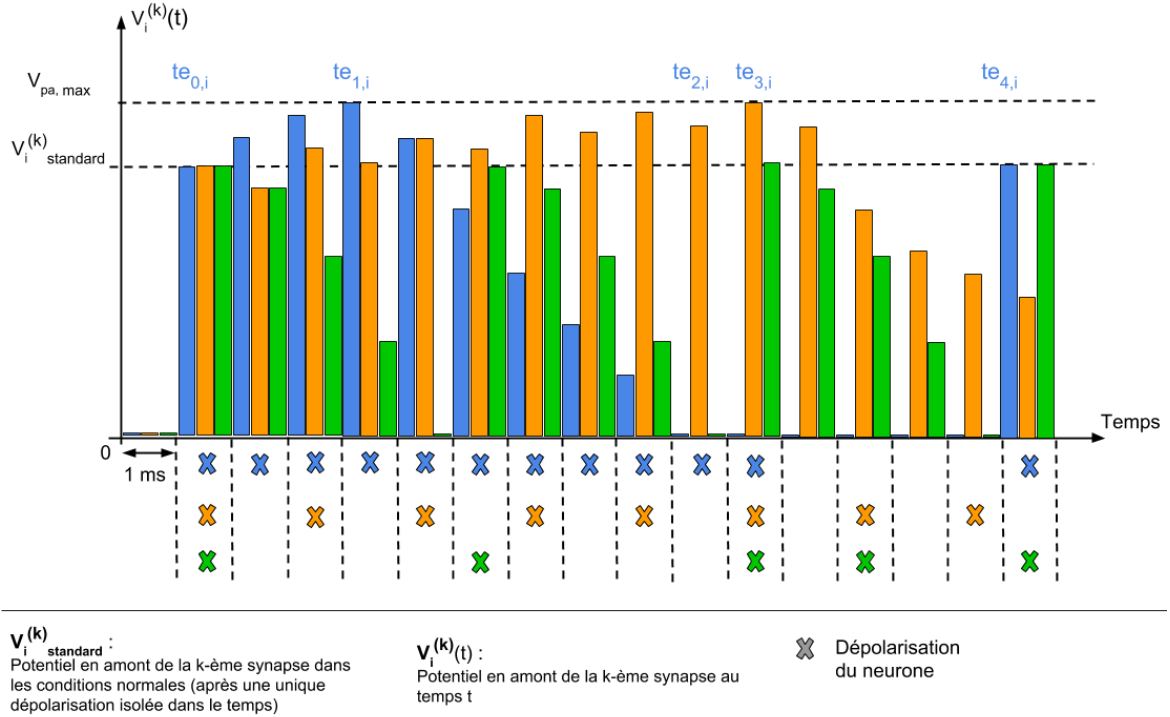 V_i^(k)(t)
te_0,i te_1,i te_2,i te_3,i te_4,i
V_pa, max
V_i^(k)_standard
Temps
0
1 ms
V_i^(k)_standard :
Potentiel en amont de la k-ème synapse dans
les conditions normales (après une unique
dépolarisation isolée dans le temps)
V_i^(k)(t) :
Potentiel en amont de la k-ème synapse au
temps t
Dépolarisation
du neurone